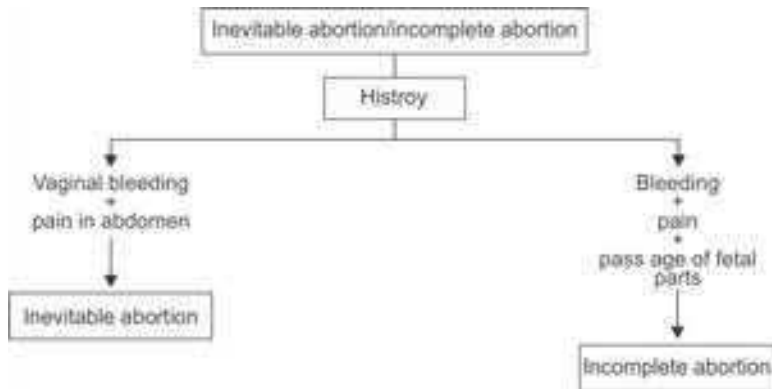 Inevitable abortion/incomplete abortion
Histroy
Vaginal bleeding
+
pain in abdomen
Inevitable abortion
Bleeding
+
pain
+
pass age of fetal
parts
Incomplete abortion